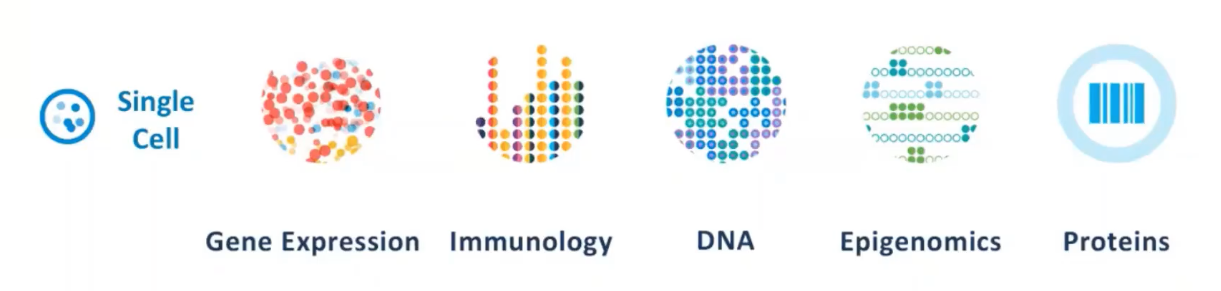 Single
Cell
Gene Expression
Immunology
DNA
Epigenomics
Proteins